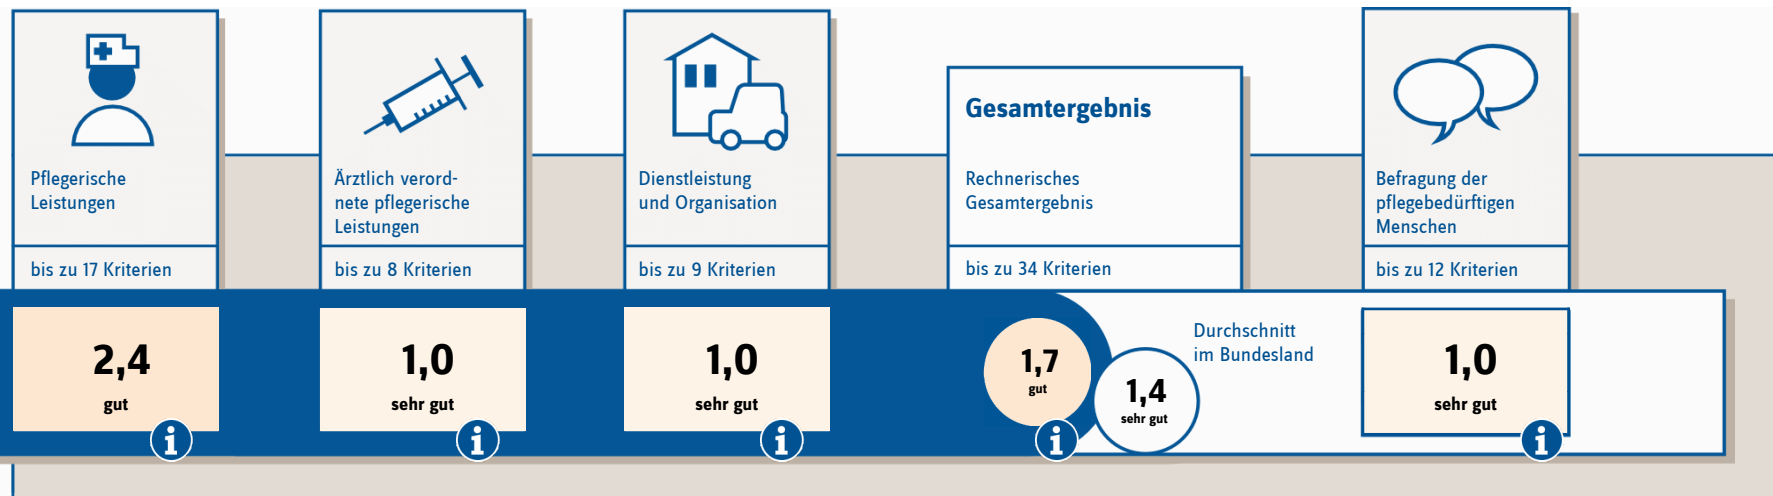 Pflegerische
Leistungen
bis zu 17 Kriterien
2,4
gut
i
Ärztlich verord-
nete pflegerische
Leistungen
bis zu 8 Kriterien
1,0
sehr gut
i
Dienstleistung
und Organisation
bis zu 9 Kriterien
1,0
sehr gut
i
Gesamtergebnis
Rechnerisches
Gesamtergebnis
bis zu 34 Kriterien
1,7
gut
i
1,4
sehr gut
Durchschnitt
im Bundesland
Befragung der
pflegebedürftigen
Menschen
bis zu 12 Kriterien
1,0
sehr gut
i